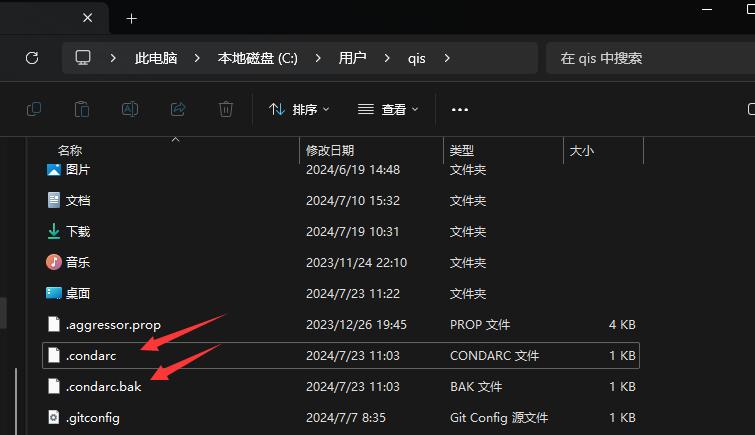 此电脑 本地磁盘 (C:) 用户 qis 在 qis 中搜索
排序 查看
名称 修改日期 类型 大小
图片 2024/6/19 14:48 文件夹
文档 2024/7/10 15:32 文件夹
下载 2024/7/19 10:31 文件夹
音乐 2023/11/24 22:10 文件夹
桌面 2024/7/23 11:22 文件夹
.aggressor.prop 2023/12/26 19:45 PROP 文件 4 KB
.condarc 2024/7/23 11:03 CONDARC 文件 1 KB
.condarc.bak 2024/7/23 11:03 BAK 文件 1 KB
.gitconfig 2024/7/7 8:35 Git Config 源文件 1 KB